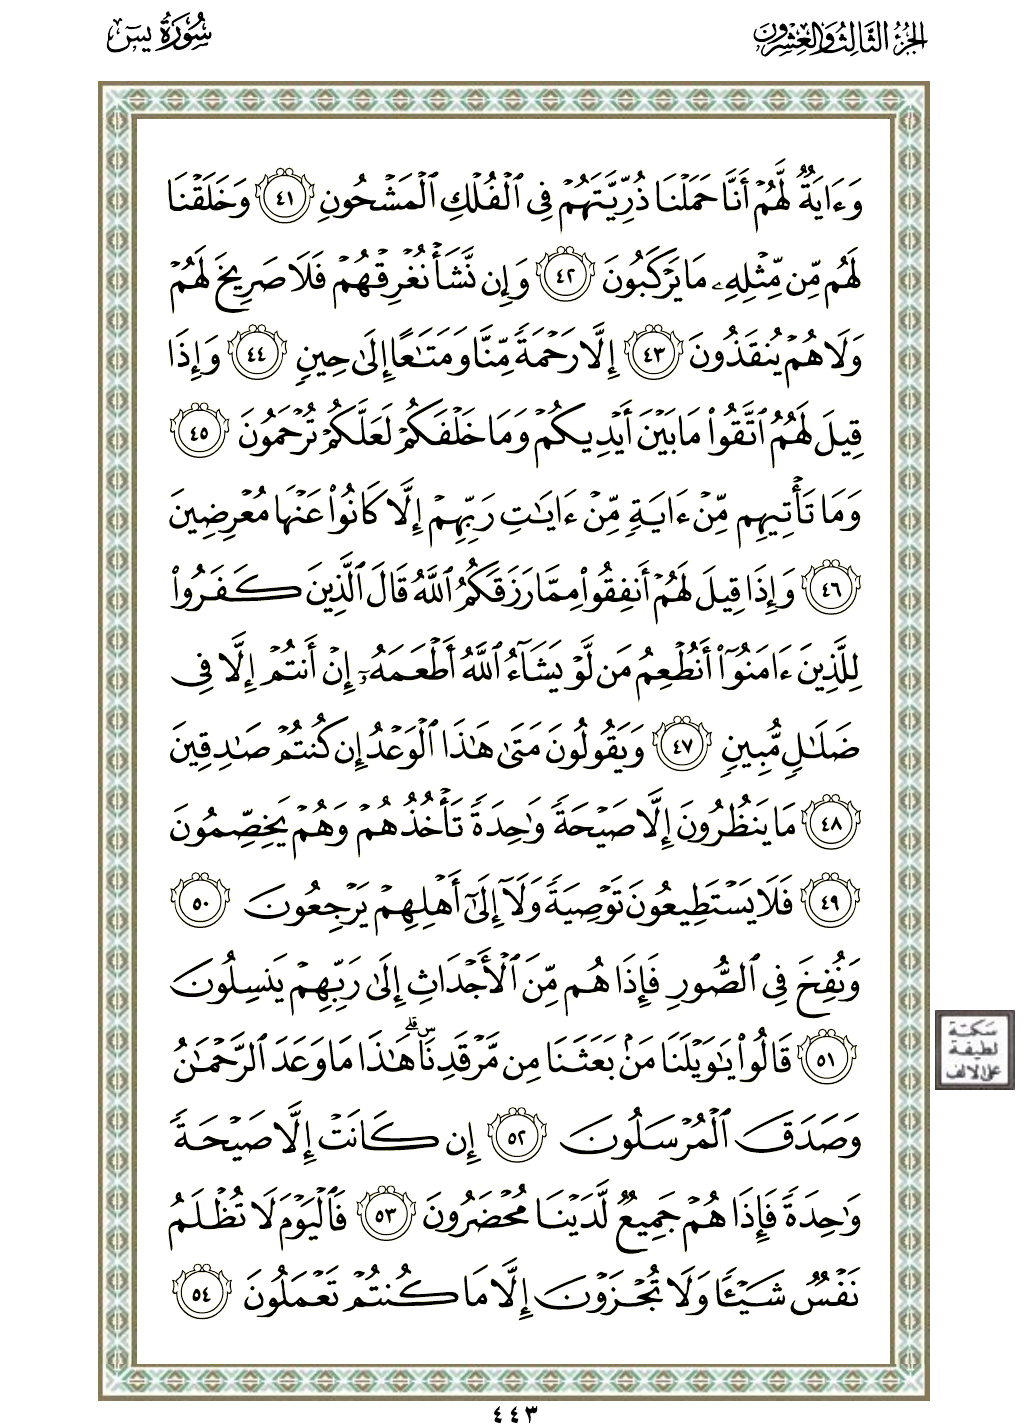 الجزء الثالث والعشرون
سورة يس
وَءَايَةٌ لَّهُمْ أَنَّا حَمَلْنَا ذُرِّيَّتَهُمْ فِى ٱلْفُلْكِ ٱلْمَشْحُونِ ٤١ وَخَلَقْنَا
لَهُم مِّن مِّثْلِهِۦ مَا يَرْكَبُونَ ٤٢ وَإِن نَّشَأْ نُغْرِقْهُمْ فَلَا صَرِيخَ لَهُمْ
وَلَا هُمْ يُنقَذُونَ ٤٣ إِلَّا رَحْمَةً مِّنَّا وَمَتَـٰعًا إِلَىٰ حِينٍ ٤٤ وَإِذَا
قِيلَ لَهُمُ ٱتَّقُوا۟ مَا بَيْنَ أَيْدِيكُمْ وَمَا خَلْفَكُمْ لَعَلَّكُمْ تُرْحَمُونَ ٤٥
وَمَا تَأْتِيهِم مِّنْ ءَايَةٍ مِّنْ ءَايَـٰتِ رَبِّهِمْ إِلَّا كَانُوا۟ عَنْهَا مُعْرِضِينَ
٤٦ وَإِذَا قِيلَ لَهُمْ أَنفِقُوا۟ مِمَّا رَزَقَكُمُ ٱللَّهُ قَالَ ٱلَّذِينَ كَفَرُوا۟
لِلَّذِينَ ءَامَنُوٓا۟ أَنُطْعِمُ مَن لَّوْ يَشَآءُ ٱللَّهُ أَطْعَمَهُۥٓ إِنْ أَنتُمْ إِلَّا فِى
ضَلَـٰلٍ مُّبِينٍ ٤٧ وَيَقُولُونَ مَتَىٰ هَـٰذَا ٱلْوَعْدُ إِن كُنتُمْ صَـٰدِقِينَ
٤٨ مَا يَنظُرُونَ إِلَّا صَيْحَةً وَٰحِدَةً تَأْخُذُهُمْ وَهُمْ يَخِصِّمُونَ
٤٩ فَلَا يَسْتَطِيعُونَ تَوْصِيَةً وَلَآ إِلَىٰٓ أَهْلِهِمْ يَرْجِعُونَ ٥٠
وَنُفِخَ فِى ٱلصُّورِ فَإِذَا هُم مِّنَ ٱلْأَجْدَاثِ إِلَىٰ رَبِّهِمْ يَنسِلُونَ
٥١ قَالُوا۟ يَـٰوَيْلَنَا مَنۢ بَعَثَنَا مِن مَّرْقَدِنَا ۜ ۗ هَـٰذَا مَا وَعَدَ ٱلرَّحْمَـٰنُ
وَصَدَقَ ٱلْمُرْسَلُونَ ٥٢ إِن كَانَتْ إِلَّا صَيْحَةً
وَٰحِدَةً فَإِذَا هُمْ جَمِيعٌ لَّدَيْنَا مُحْضَرُونَ ٥٣ فَٱلْيَوْمَ لَا تُظْلَمُ
نَفْسٌ شَيْـًٔا وَلَا تُجْزَوْنَ إِلَّا مَا كُنتُمْ تَعْمَلُونَ ٥٤
سكتة
لطيفة
على الالف
٤٤٣